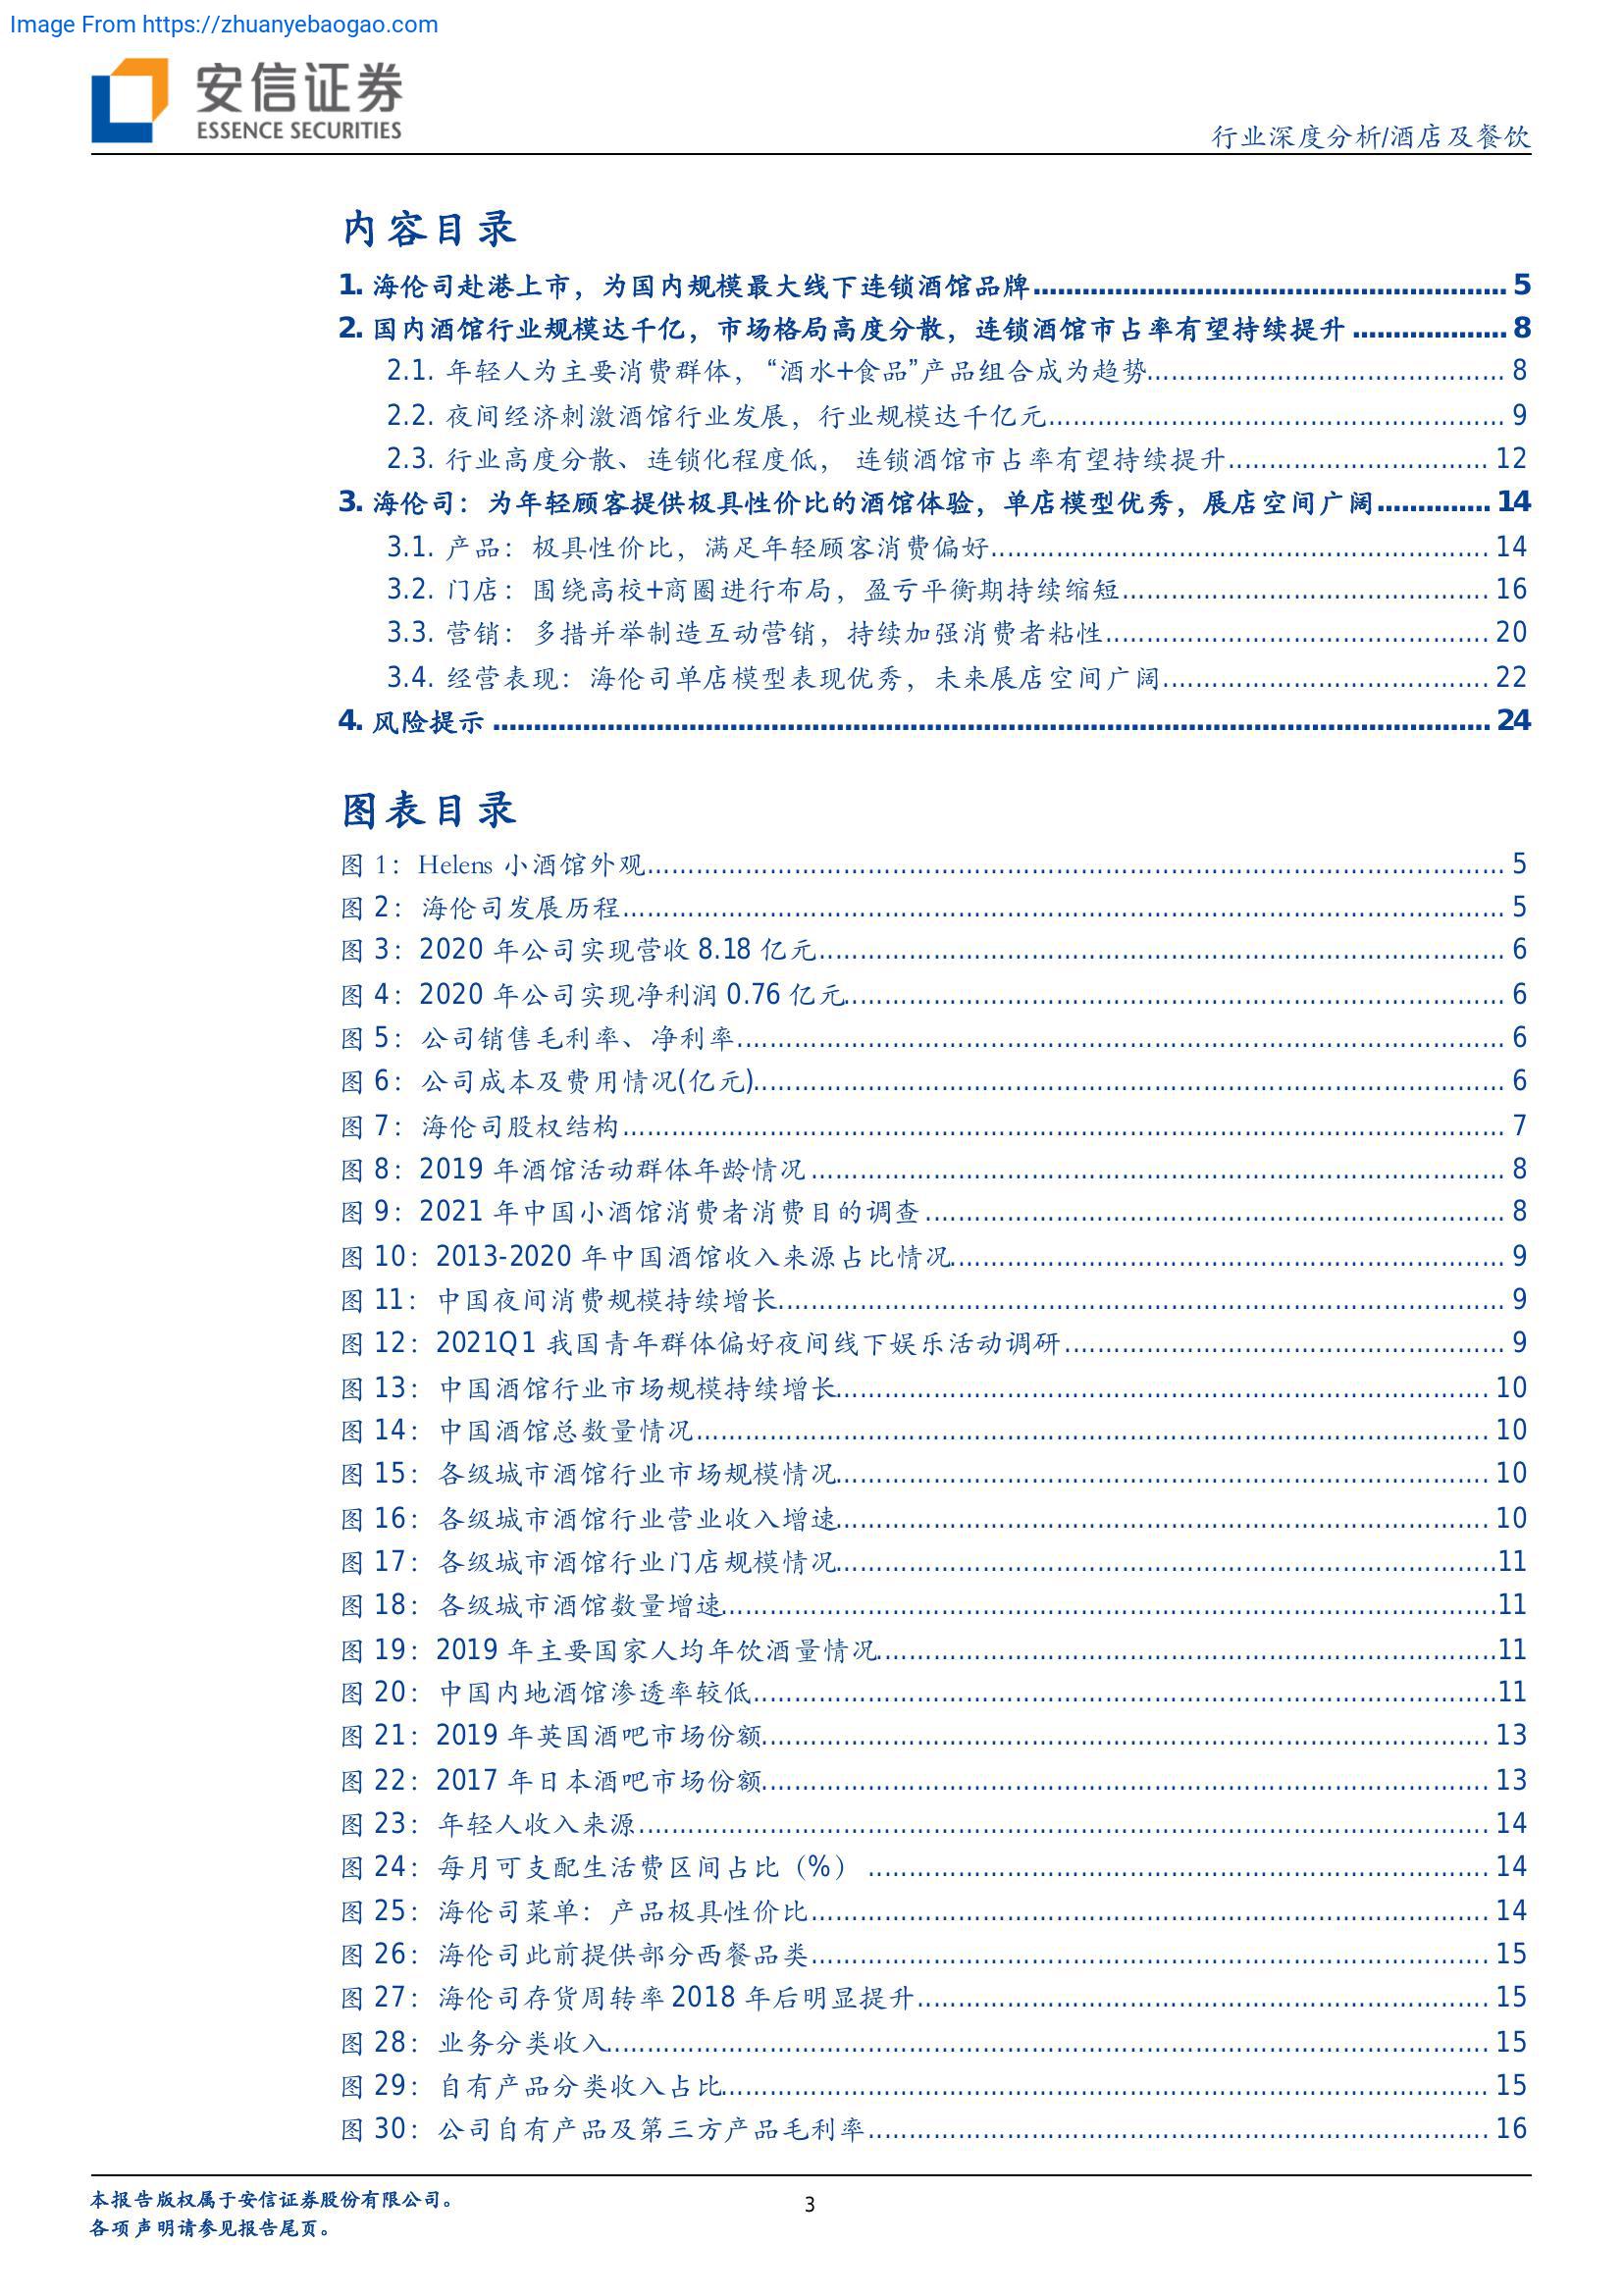 Image From https://zhuanyebaogao.com
安信证券
ESSENCE SECURITIES
行业深度分析/酒店及餐饮
内容目录
1. 海伦司赴港上市，为国内规模最大线下连锁酒馆品牌 5
2. 国内酒馆行业规模达千亿，市场格局高度分散，连锁酒馆市占率有望持续提升 8
2.1. 年轻人为主要消费群体，“酒水+食品”产品组合成为趋势 8
2.2. 夜间经济刺激酒馆行业发展，行业规模达千亿元 9
2.3. 行业高度分散、连锁化程度低， 连锁酒馆市占率有望持续提升 12
3. 海伦司：为年轻顾客提供极具性价比的酒馆体验，单店模型优秀，展店空间广阔 14
3.1. 产品：极具性价比，满足年轻顾客消费偏好 14
3.2. 门店：围绕高校+商圈进行布局，盈亏平衡期持续缩短 16
3.3. 营销：多措并举制造互动营销，持续加强消费者粘性 20
3.4. 经营表现：海伦司单店模型表现优秀，未来展店空间广阔 22
4. 风险提示 24
图表目录
图 1：Helens 小酒馆外观 5
图 2：海伦司发展历程 5
图 3：2020 年公司实现营收 8.18 亿元 6
图 4：2020 年公司实现净利润 0.76 亿元 6
图 5：公司销售毛利率、净利率 6
图 6：公司成本及费用情况(亿元) 6
图 7：海伦司股权结构 7
图 8：2019 年酒馆活动群体年龄情况 8
图 9：2021 年中国小酒馆消费者消费目的调查 8
图 10：2013-2020 年中国酒馆收入来源占比情况 9
图 11：中国夜间消费规模持续增长 9
图 12：2021Q1 我国青年群体偏好夜间线下娱乐活动调研 9
图 13：中国酒馆行业市场规模持续增长 10
图 14：中国酒馆总数量情况 10
图 15：各级城市酒馆行业市场规模情况 10
图 16：各级城市酒馆行业营业收入增速 10
图 17：各级城市酒馆行业门店规模情况 11
图 18：各级城市酒馆数量增速 11
图 19：2019 年主要国家人均年饮酒量情况 11
图 20：中国内地酒馆渗透率较低 11
图 21：2019 年英国酒吧市场份额 13
图 22：2017 年日本酒吧市场份额 13
图 23：年轻人收入来源 14
图 24：每月可支配生活费区间占比（%） 14
图 25：海伦司菜单：产品极具性价比 14
图 26：海伦司此前提供部分西餐品类 15
图 27：海伦司存货周转率 2018 年后明显提升 15
图 28：业务分类收入 15
图 29：自有产品分类收入占比 15
图 30：公司自有产品及第三方产品毛利率 16
本报告版权属于安信证券股份有限公司。
各项声明请参见报告尾页。
3